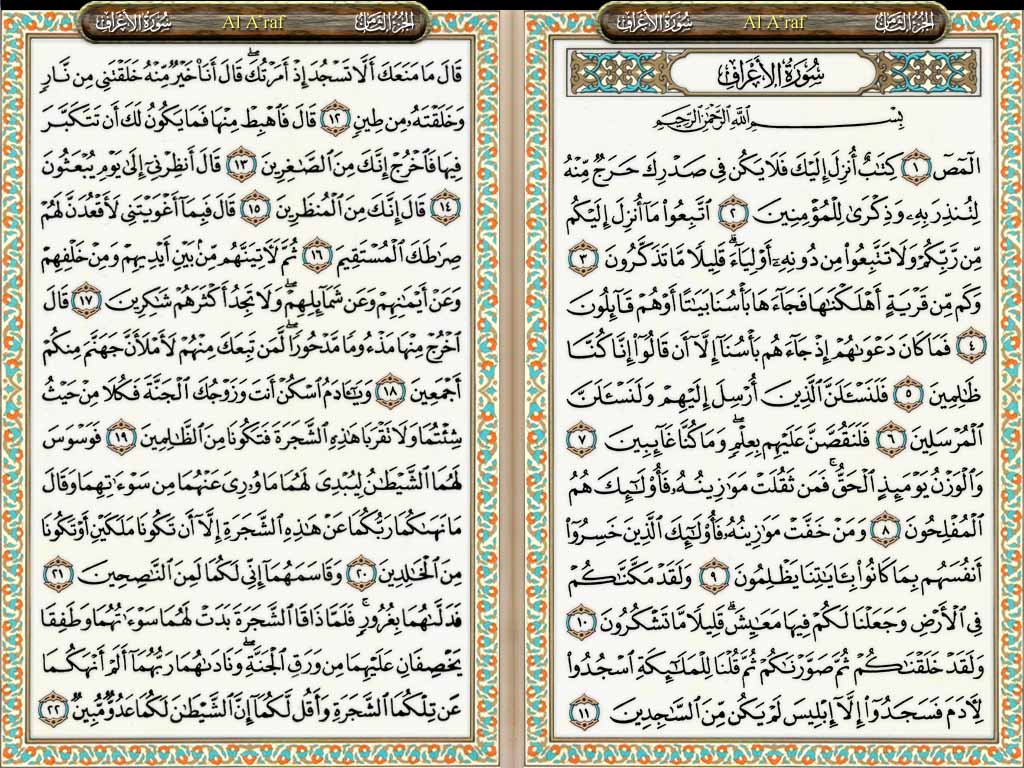 الجزء الثامن
Al A'raf
سورة الأعراف
سُورَةُ الأَعْرَافِ
بِسْمِ ٱللَّهِ ٱلرَّحْمَٰنِ ٱلرَّحِيمِ
الٓمٓصٓ ١ كِتَٰبٌ أُنزِلَ إِلَيْكَ فَلَا يَكُن فِى صَدْرِكَ حَرَجٌ مِّنْهُ
لِتُنذِرَ بِهِۦ وَذِكْرَىٰ لِلْمُؤْمِنِينَ ٢ ٱتَّبِعُوا۟ مَآ أُنزِلَ إِلَيْكُم
مِّن رَّبِّكُمْ وَلَا تَتَّبِعُوا۟ مِن دُونِهِۦٓ أَوْلِيَآءَ ۗ قَلِيلًا مَّا تَذَكَّرُونَ ٣
وَكَم مِّن قَرْيَةٍ أَهْلَكْنَٰهَا فَجَآءَهَا بَأْسُنَا بَيَٰتًا أَوْ هُمْ قَآئِلُونَ
٤ فَمَا كَانَ دَعْوَىٰهُمْ إِذْ جَآءَهُم بَأْسُنَآ إِلَّآ أَن قَالُوٓا۟ إِنَّا كُنَّا
ظَٰلِمِينَ ٥ فَلَنَسْـَٔلَنَّ ٱلَّذِينَ أُرْسِلَ إِلَيْهِمْ وَلَنَسْـَٔلَنَّ
ٱلْمُرْسَلِينَ ٦ فَلَنَقُصَّنَّ عَلَيْهِم بِعِلْمٍ ۖ وَمَا كُنَّا غَآئِبِينَ ٧
وَٱلْوَزْنُ يَوْمَئِذٍ ٱلْحَقُّ ۚ فَمَن ثَقُلَتْ مَوَٰزِينُهُۥ فَأُو۟لَٰٓئِكَ هُمُ
ٱلْمُفْلِحُونَ ٨ وَمَنْ خَفَّتْ مَوَٰزِينُهُۥ فَأُو۟لَٰٓئِكَ ٱلَّذِينَ خَسِرُوٓا۟
أَنفُسَهُم بِمَا كَانُوا۟ بِـَٔايَٰتِنَا يَظْلِمُونَ ٩ وَلَقَدْ مَكَّنَّٰكُمْ
فِى ٱلْأَرْضِ وَجَعَلْنَا لَكُمْ فِيهَا مَعَٰيِشَ ۗ قَلِيلًا مَّا تَشْكُرُونَ ١٠
وَلَقَدْ خَلَقْنَٰكُمْ ثُمَّ صَوَّرْنَٰكُمْ ثُمَّ قُلْنَا لِلْمَلَٰٓئِكَةِ ٱسْجُدُوا۟
لِـَٔادَمَ فَسَجَدُوٓا۟ إِلَّآ إِبْلِيسَ لَمْ يَكُن مِّنَ ٱلسَّٰجِدِينَ ١١
الجزء الثامن
Al A'raf
سورة الأعراف
قَالَ مَا مَنَعَكَ أَلَّا تَسْجُدَ إِذْ أَمَرْتُكَ ۖ قَالَ أَنَا۠ خَيْرٌ مِّنْهُ خَلَقْتَنِى مِن نَّارٍ
وَخَلَقْتَهُۥ مِن طِينٍ ١٢ قَالَ فَٱهْبِطْ مِنْهَا فَمَا يَكُونُ لَكَ أَن تَتَكَبَّرَ
فِيهَا فَٱخْرُجْ إِنَّكَ مِنَ ٱلصَّٰغِرِينَ ١٣ قَالَ أَنظِرْنِىٓ إِلَىٰ يَوْمِ يُبْعَثُونَ
١٤ قَالَ إِنَّكَ مِنَ ٱلْمُنظَرِينَ ١٥ قَالَ فَبِمَآ أَغْوَيْتَنِى لَأَقْعُدَنَّ لَهُمْ
صِرَٰطَكَ ٱلْمُسْتَقِيمَ ١٦ ثُمَّ لَـَٔاتِيَنَّهُم مِّنۢ بَيْنِ أَيْدِيهِمْ وَمِنْ خَلْفِهِمْ
وَعَنْ أَيْمَٰنِهِمْ وَعَن شَمَآئِلِهِمْ ۖ وَلَا تَجِدُ أَكْثَرَهُمْ شَٰكِرِينَ ١٧ قَالَ
ٱخْرُجْ مِنْهَا مَذْءُومًا مَّدْحُورًا ۖ لَّمَن تَبِعَكَ مِنْهُمْ لَأَمْلَأَنَّ جَهَنَّمَ مِنكُمْ
أَجْمَعِينَ ١٨ وَيَٰٓـَٔادَمُ ٱسْكُنْ أَنتَ وَزَوْجُكَ ٱلْجَنَّةَ فَكُلَا مِنْ حَيْثُ
شِئْتُمَا وَلَا تَقْرَبَا هَٰذِهِ ٱلشَّجَرَةَ فَتَكُونَا مِنَ ٱلظَّٰلِمِينَ ١٩ فَوَسْوَسَ
لَهُمَا ٱلشَّيْطَٰنُ لِيُبْدِىَ لَهُمَا مَا وُۥرِىَ عَنْهُمَا مِن سَوْءَٰتِهِمَا وَقَالَ
مَا نَهَىٰكُمَا رَبُّكُمَا عَنْ هَٰذِهِ ٱلشَّجَرَةِ إِلَّآ أَن تَكُونَا مَلَكَيْنِ أَوْ تَكُونَا
مِنَ ٱلْخَٰلِدِينَ ٢٠ وَقَاسَمَهُمَآ إِنِّى لَكُمَا لَمِنَ ٱلنَّٰصِحِينَ ٢١
فَدَلَّىٰهُمَا بِغُرُورٍ ۚ فَلَمَّا ذَاقَا ٱلشَّجَرَةَ بَدَتْ لَهُمَا سَوْءَٰتُهُمَا وَطَفِقَا
يَخْصِفَانِ عَلَيْهِمَا مِن وَرَقِ ٱلْجَنَّةِ ۖ وَنَادَىٰهُمَا رَبُّهُمَآ أَلَمْ أَنْهَكُمَا
عَن تِلْكُمَا ٱلشَّجَرَةِ وَأَقُل لَّكُمَآ إِنَّ ٱلشَّيْطَٰنَ لَكُمَا عَدُوٌّ مُّبِينٌ ٢٢